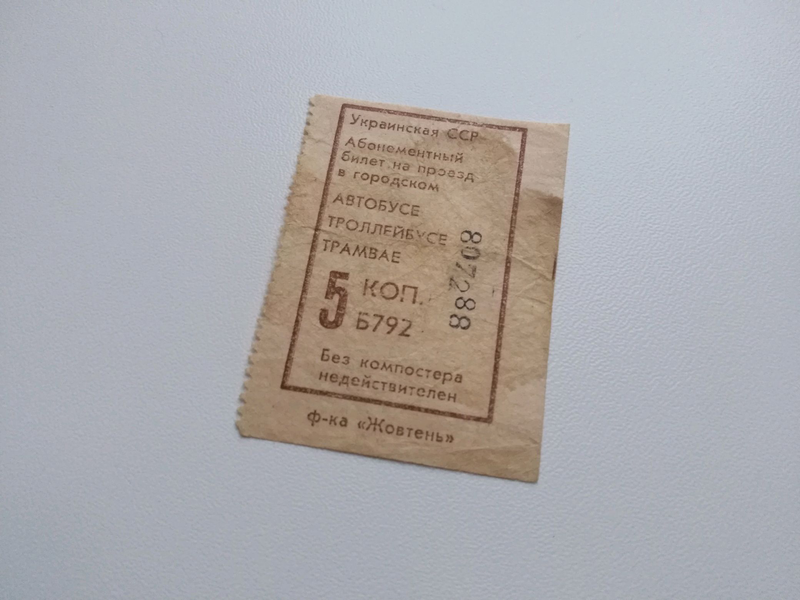 Украинская ССР
Абонементный
билет на проезд
в городском
АВТОБУСЕ
ТРОЛЛЕЙБУСЕ
ТРАМВАЕ
807288
5 КОП.
Б792
Без компостера
недействителен
ф-ка «Жовтень»